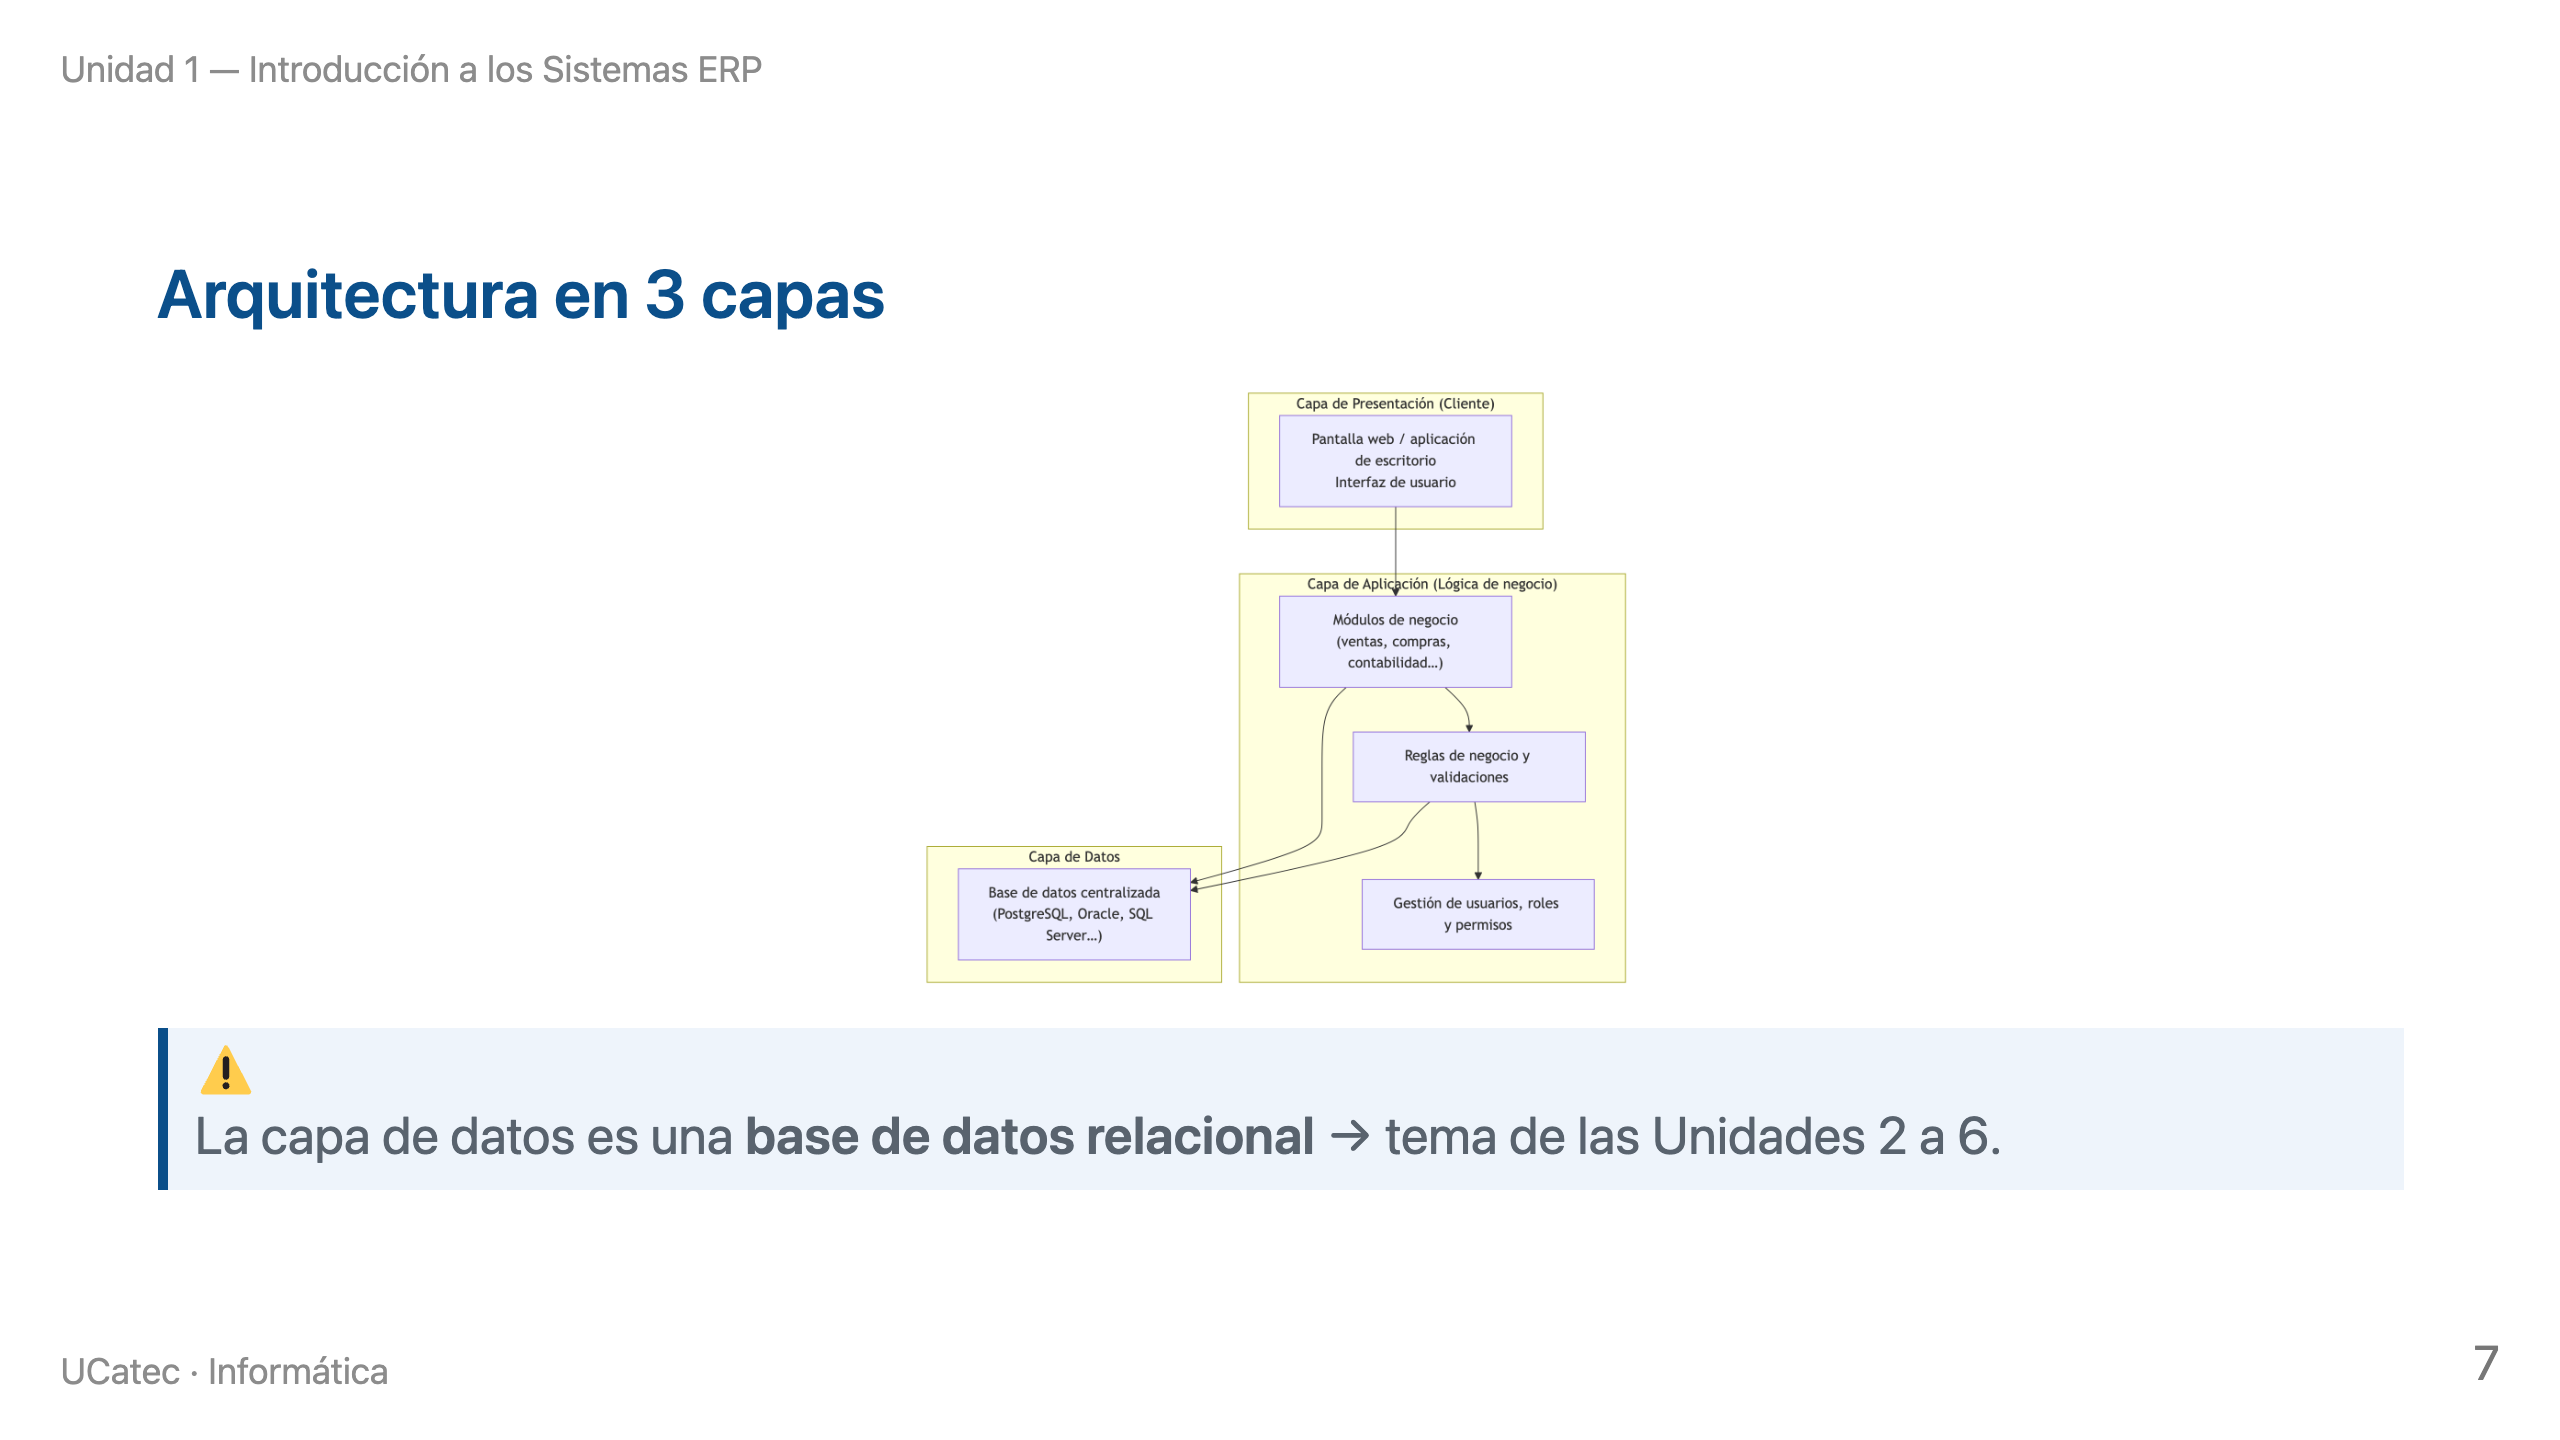 Unidad 1 — Introducción a los Sistemas ERP
Arquitectura en 3 capas
Capa de Presentación (Cliente)
Pantalla web / aplicación
de escritorio
Interfaz de usuario
Capa de Aplicación (Lógica de negocio)
Módulos de negocio
(ventas, compras,
contabilidad...)
Reglas de negocio y
validaciones
Capa de Datos
Base de datos centralizada
(PostgreSQL, Oracle, SQL
Server...)
Gestión de usuarios, roles
y permisos
La capa de datos es una base de datos relacional → tema de las Unidades 2 a 6.
UCatec · Informática
7